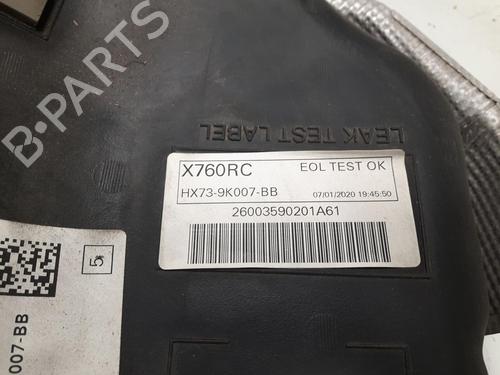 LEAK TEST LABEL
X760RC EOL TEST OK
HX73-9K007-BB 07/01/2020 19:45:50
26003590201A61
5
007-BB
B-PARTS